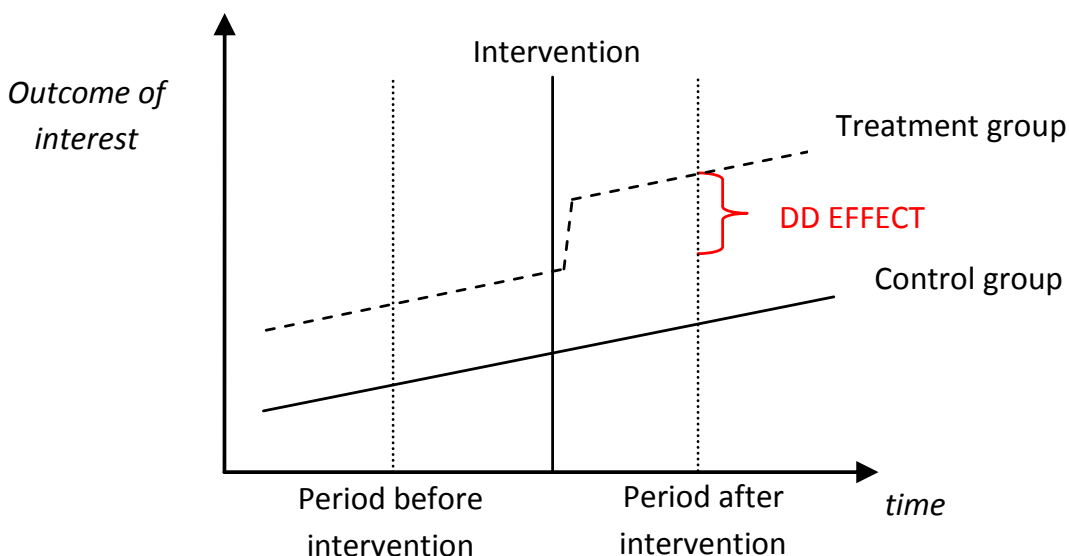 Intervention
Outcome of
interest
Treatment group
DD EFFECT
Control group
Period before
intervention
Period after
intervention
time